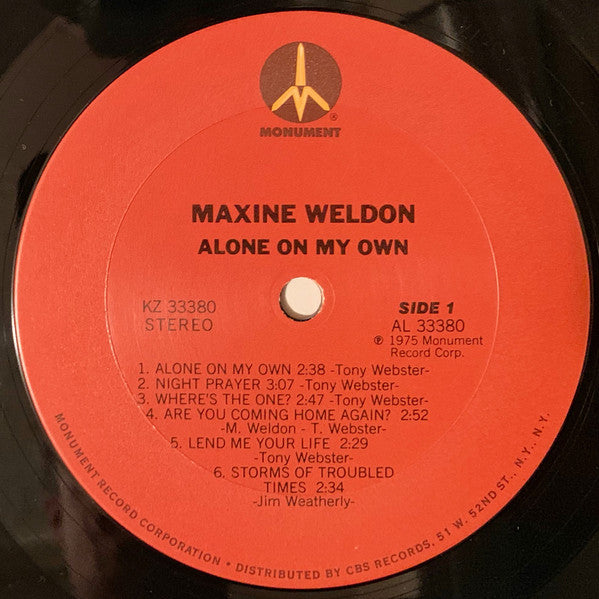 ®
MONUMENT
MAXINE WELDON
ALONE ON MY OWN
KZ 33380
STEREO
SIDE 1
AL 33380
℗ 1975 Monument
Record Corp.
1. ALONE ON MY OWN 2:38 -Tony Webster-
2. NIGHT PRAYER 3:07 -Tony Webster-
3. WHERE'S THE ONE? 2:47 -Tony Webster-
4. ARE YOU COMING HOME AGAIN? 2:52
-M. Weldon - T. Webster-
5. LEND ME YOUR LIFE 2:29
-Tony Webster-
6. STORMS OF TROUBLED
TIMES 2:34
-Jim Weatherly-
MONUMENT RECORD CORPORATION • DISTRIBUTED BY CBS RECORDS, 51 W. 52ND ST., N.Y., N.Y.